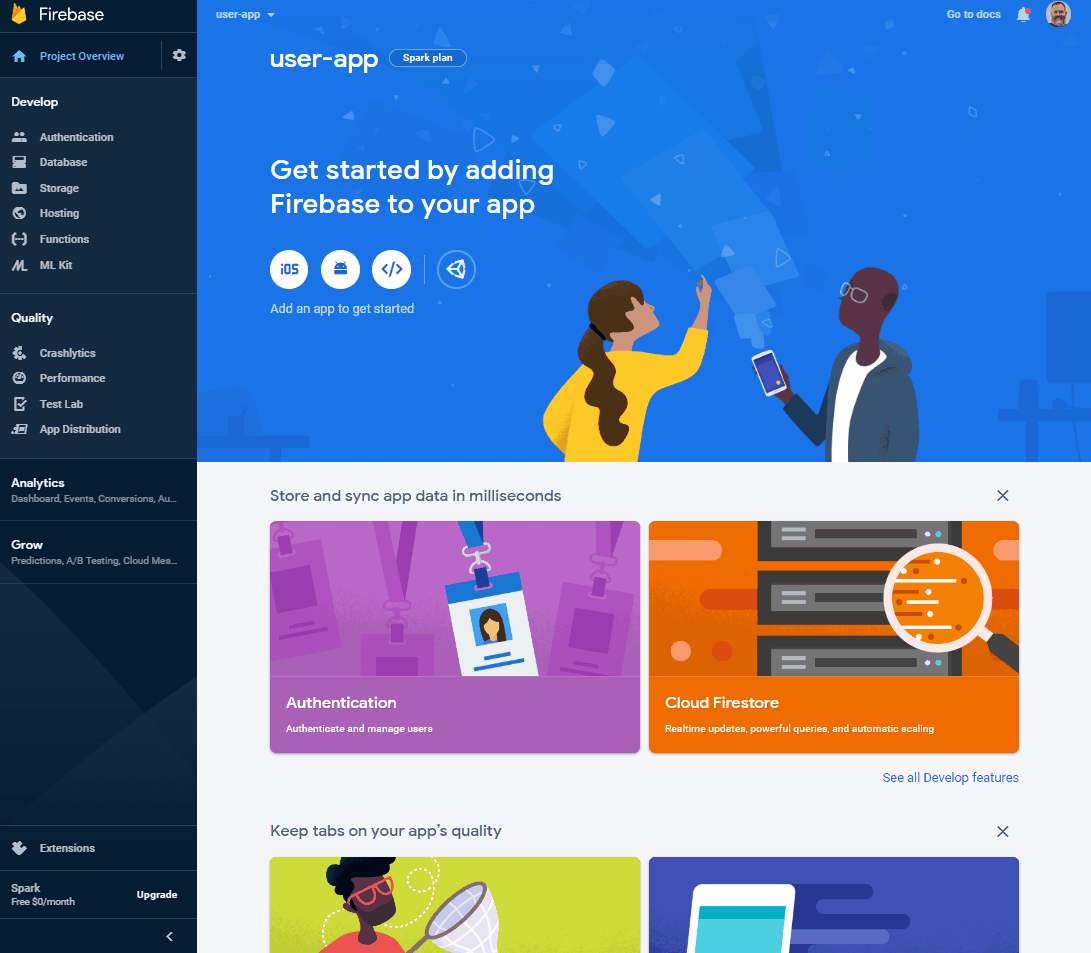 Firebase
Project Overview
Develop
Authentication
Database
Storage
Hosting
Functions
ML Kit
Quality
Crashlytics
Performance
Test Lab
App Distribution
Analytics
Dashboard, Events, Conversions, Au...
Grow
Predictions, A/B Testing, Cloud Mes...
Extensions
Spark
Free $0/month
Upgrade
user-app
Go to docs
user-app
Spark plan
Get started by adding
Firebase to your app
iOS
Add an app to get started
Store and sync app data in milliseconds
Authentication
Authenticate and manage users
Cloud Firestore
Realtime updates, powerful queries, and automatic scaling
See all Develop features
Keep tabs on your app's quality